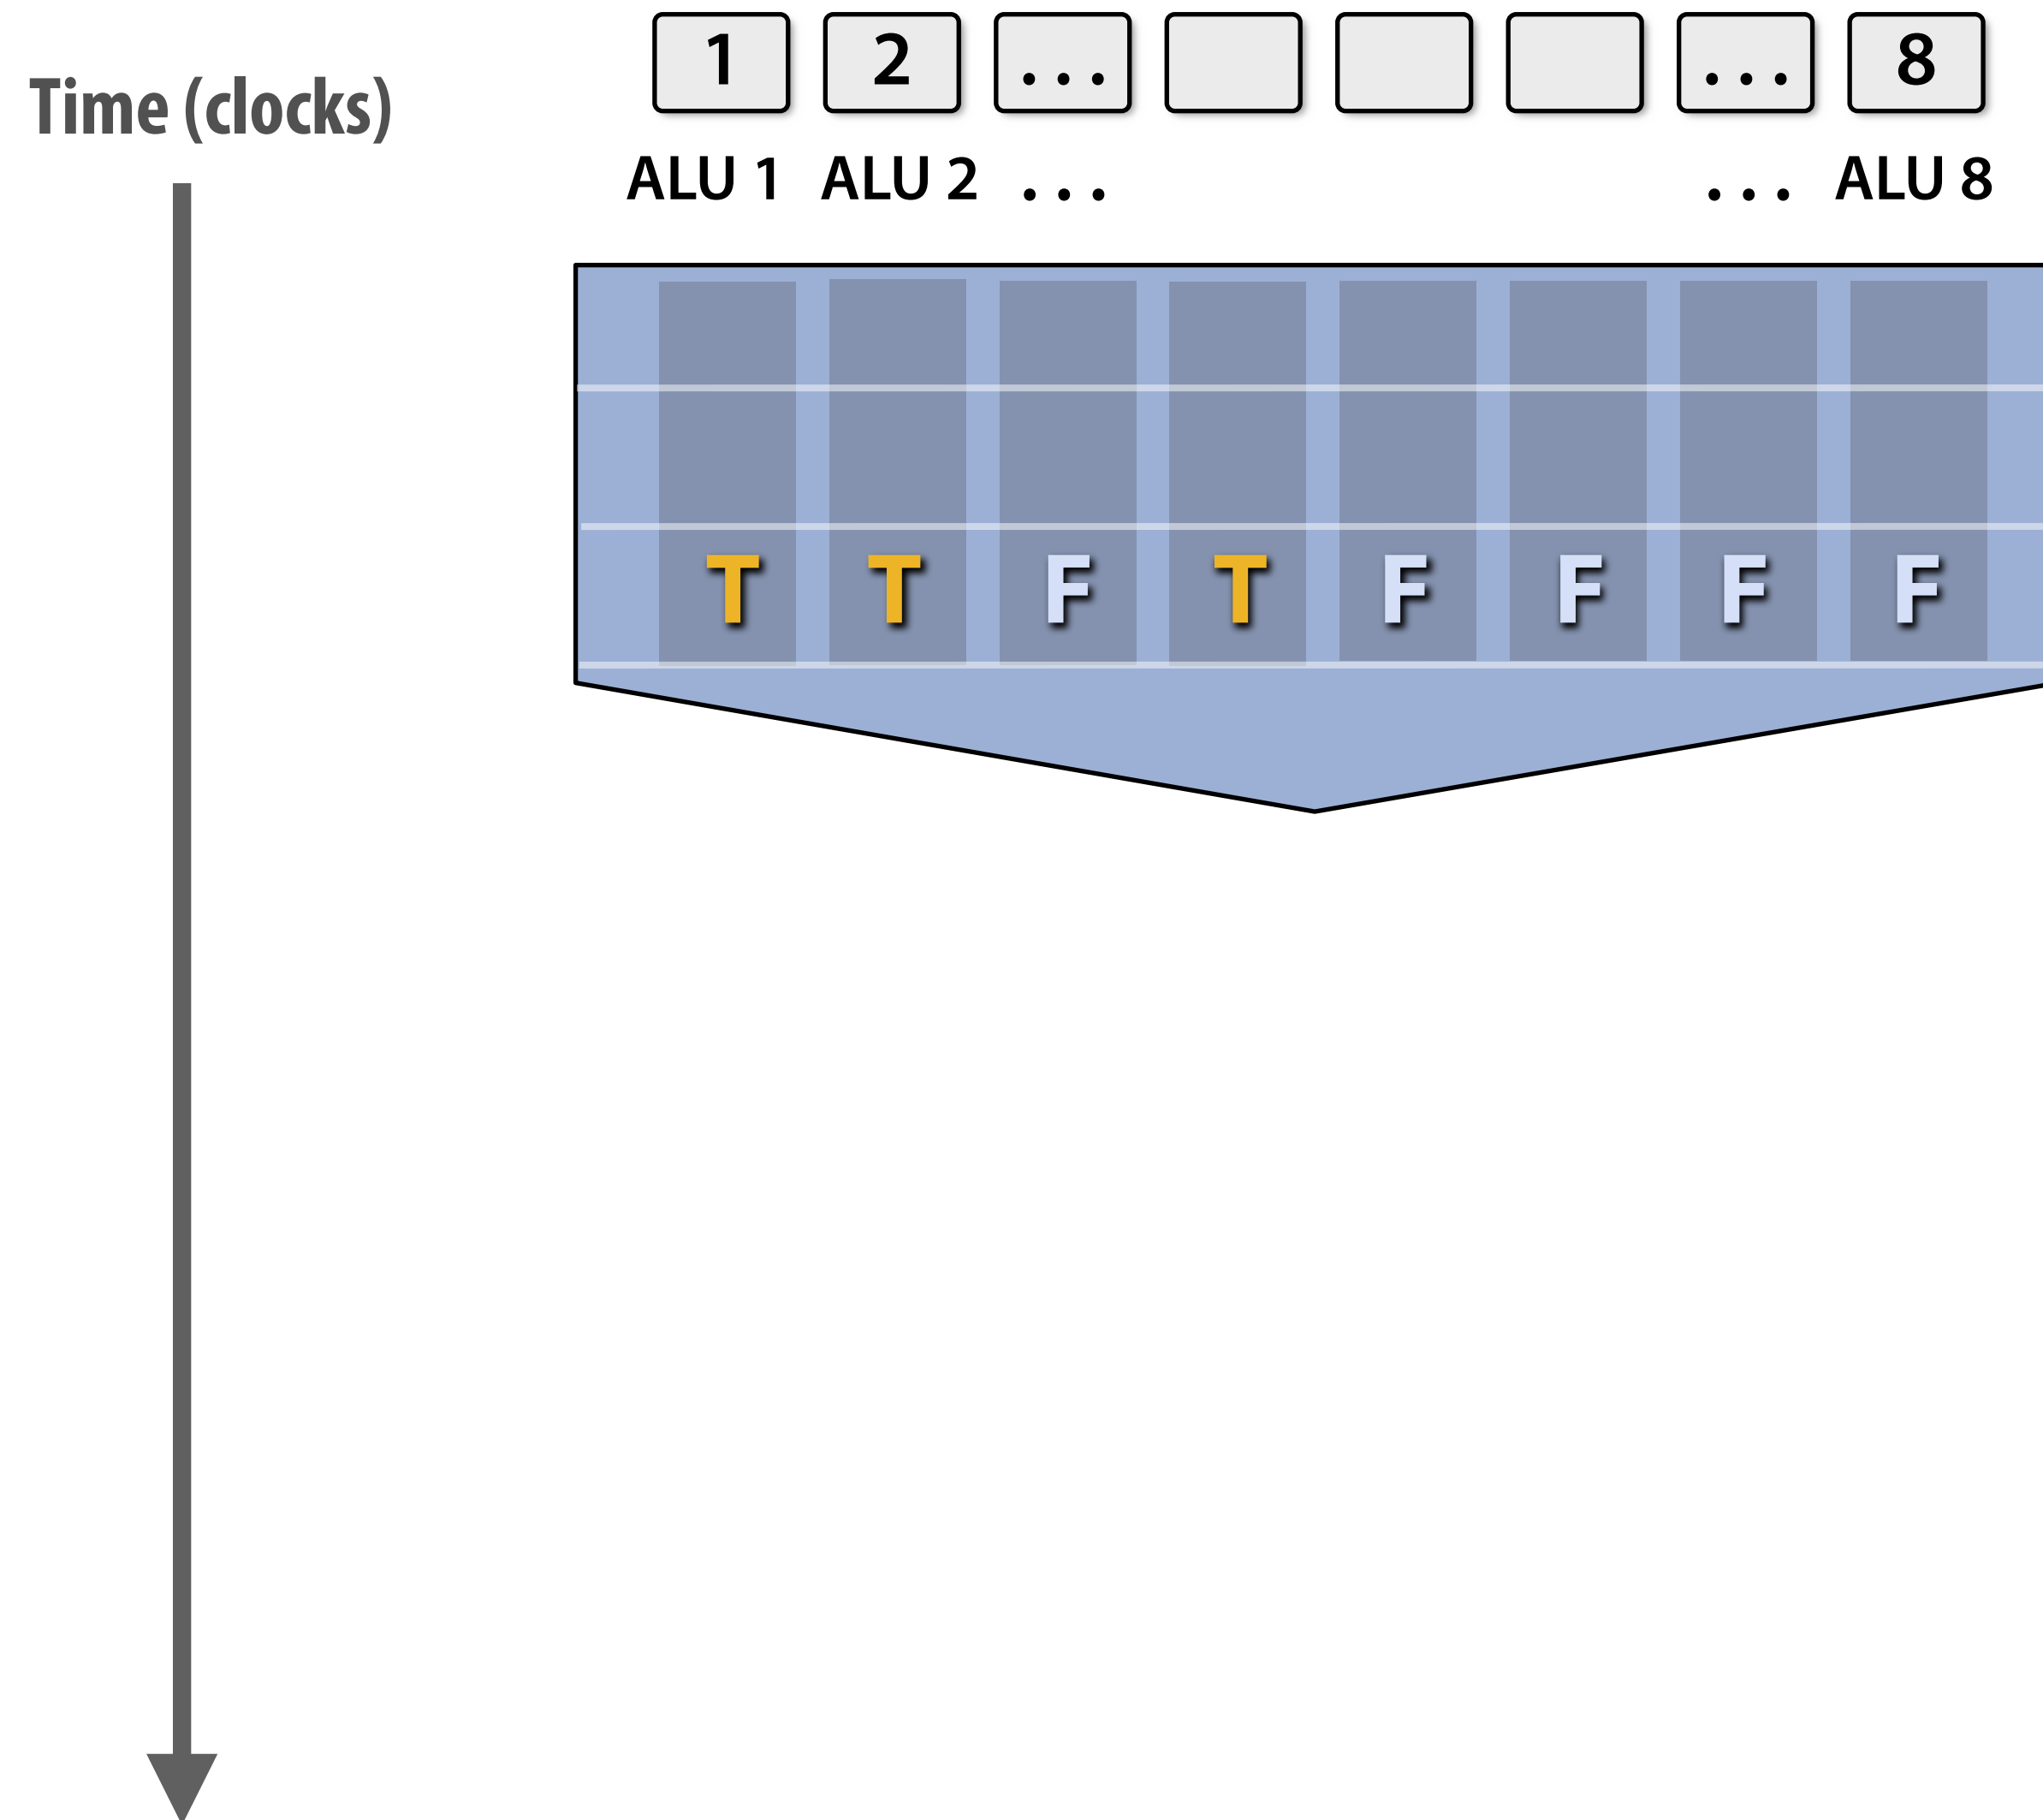 1 2 . . . . . . 8
Time (clocks)
ALU 1 ALU 2 . . . . . . ALU 8
T T F T F F F F